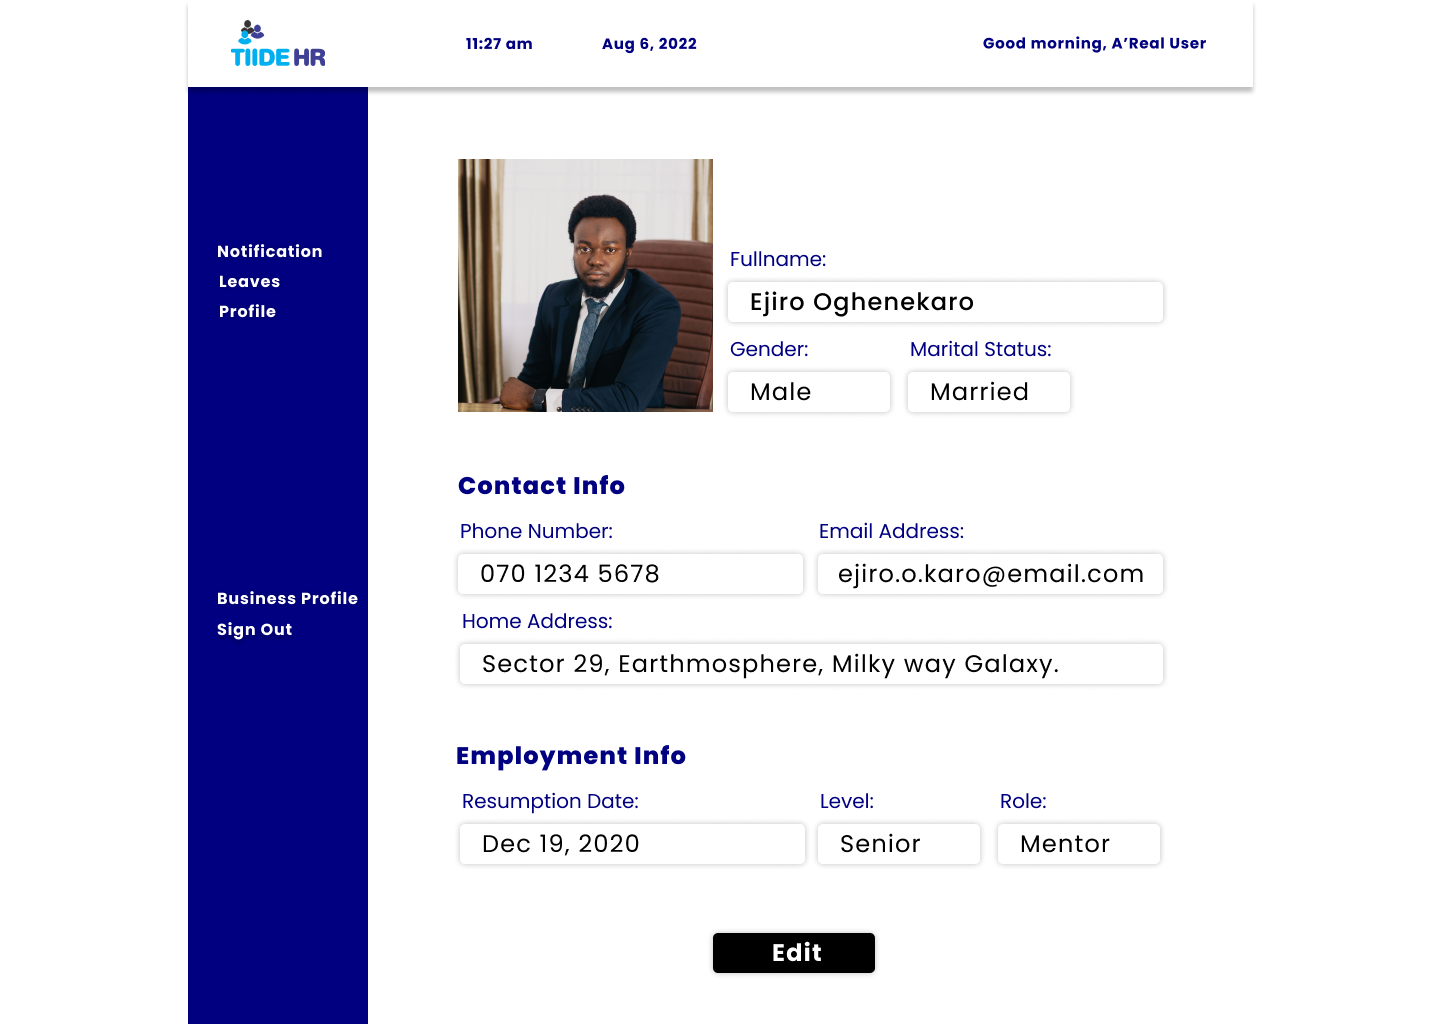 TIIDE HR
11:27 am
Aug 6, 2022
Good morning, A’Real User
Notification
Leaves
Profile
Business Profile
Sign Out
Fullname:
Ejiro Oghenekaro
Gender:
Marital Status:
Male
Married
Contact Info
Phone Number:
Email Address:
070 1234 5678
ejiro.o.karo@email.com
Home Address:
Sector 29, Earthmosphere, Milky way Galaxy.
Employment Info
Resumption Date:
Level:
Role:
Dec 19, 2020
Senior
Mentor
Edit